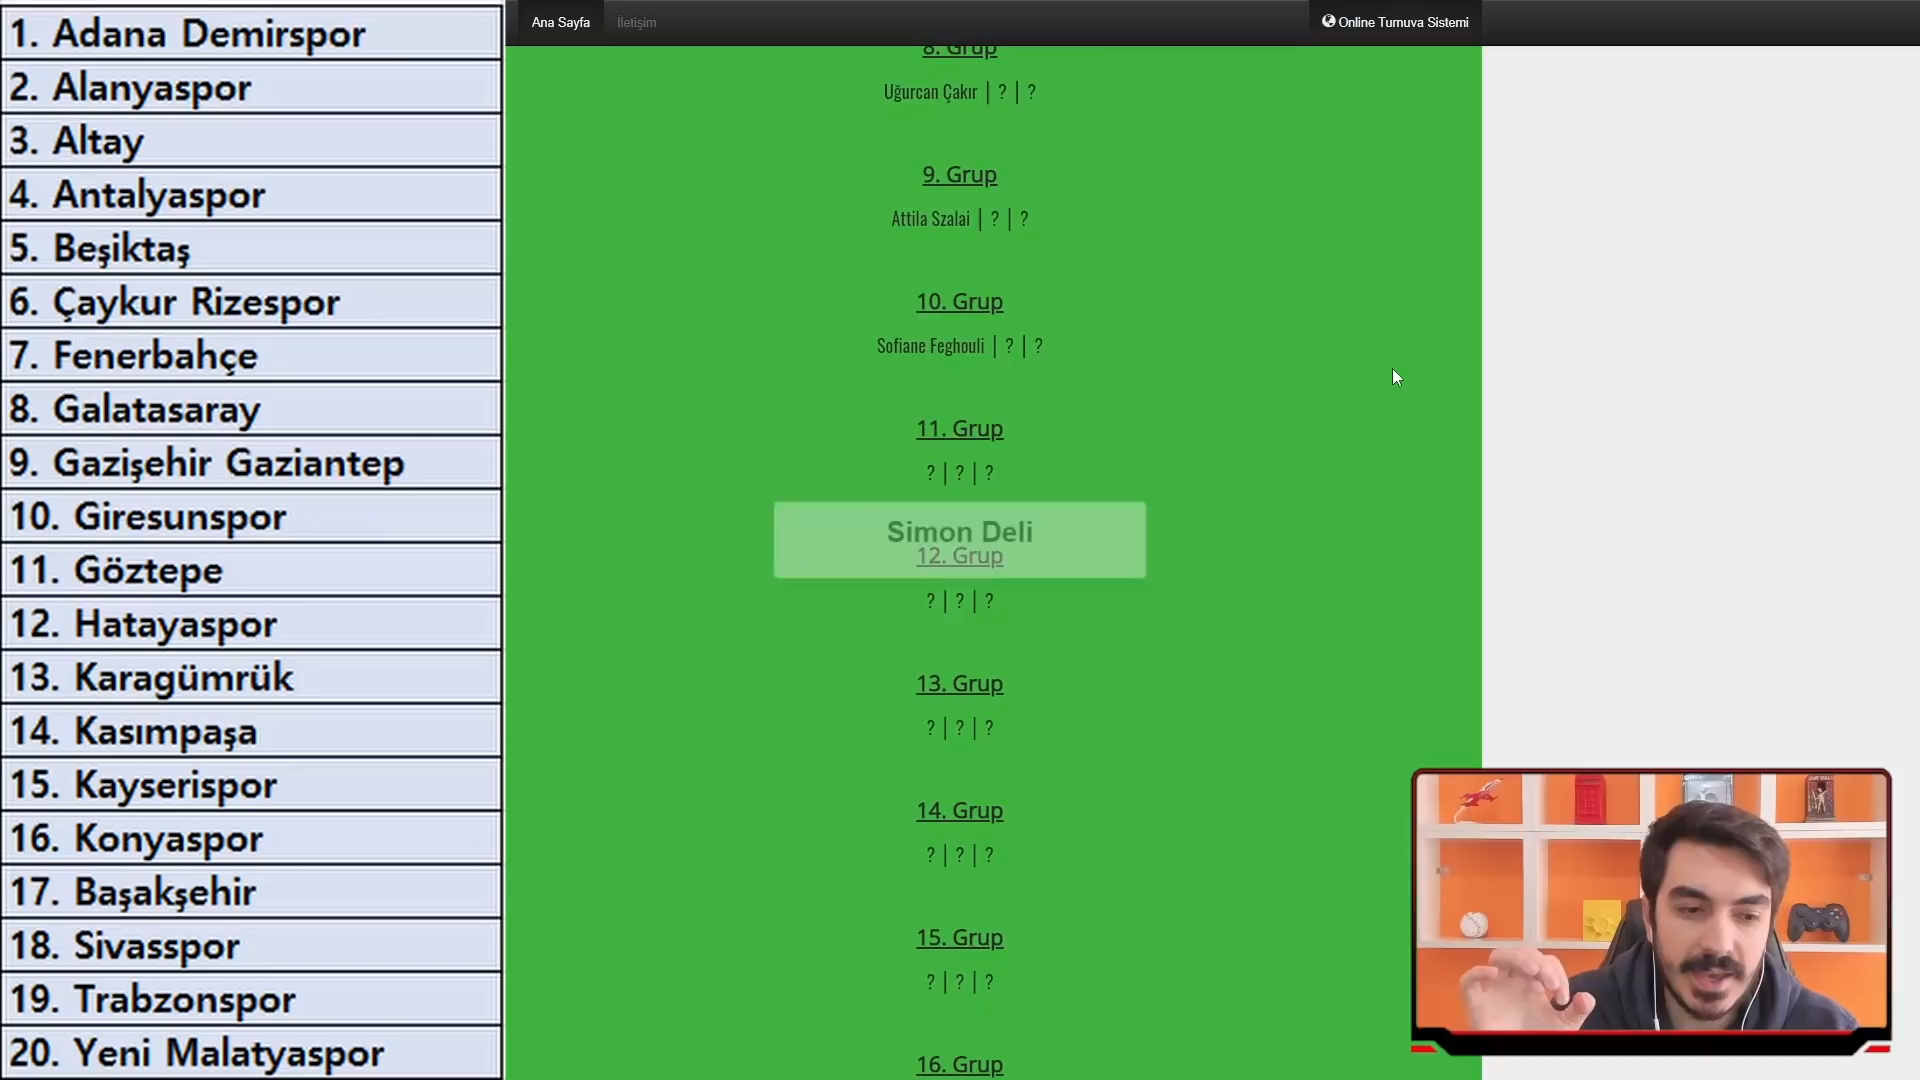 1. Adana Demirspor
2. Alanyaspor
3. Altay
4. Antalyaspor
5. Beşiktaş
6. Çaykur Rizespor
7. Fenerbahçe
8. Galatasaray
9. Gazişehir Gaziantep
10. Giresunspor
11. Göztepe
12. Hatayaspor
13. Karagümrük
14. Kasımpaşa
15. Kayserispor
16. Konyaspor
17. Başakşehir
18. Sivasspor
19. Trabzonspor
20. Yeni Malatyaspor
Ana Sayfa İletişim Online Turnuva Sistemi
8. Grup
Uğurcan Çakır | ? | ?
9. Grup
Attila Szalai | ? | ?
10. Grup
Sofiane Feghouli | ? | ?
11. Grup
? | ? | ?
Simon Deli
12. Grup
? | ? | ?
13. Grup
? | ? | ?
14. Grup
? | ? | ?
15. Grup
? | ? | ?
16. Grup